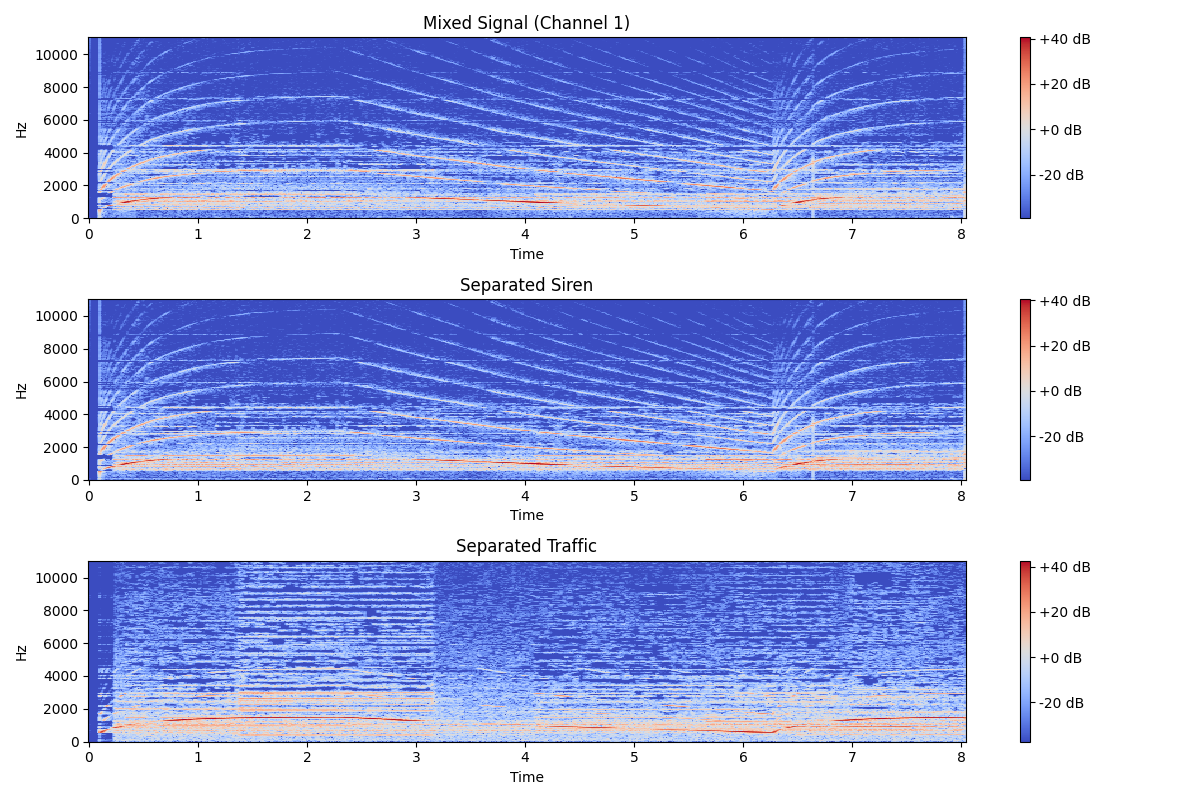 Mixed Signal (Channel 1)
10000
8000
6000
4000
2000
0
Hz
0 1 2 3 4 5 6 7 8
Time
+40 dB
+20 dB
+0 dB
-20 dB
Separated Siren
10000
8000
6000
4000
2000
0
Hz
0 1 2 3 4 5 6 7 8
Time
+40 dB
+20 dB
+0 dB
-20 dB
Separated Traffic
10000
8000
6000
4000
2000
0
Hz
0 1 2 3 4 5 6 7 8
Time
+40 dB
+20 dB
+0 dB
-20 dB